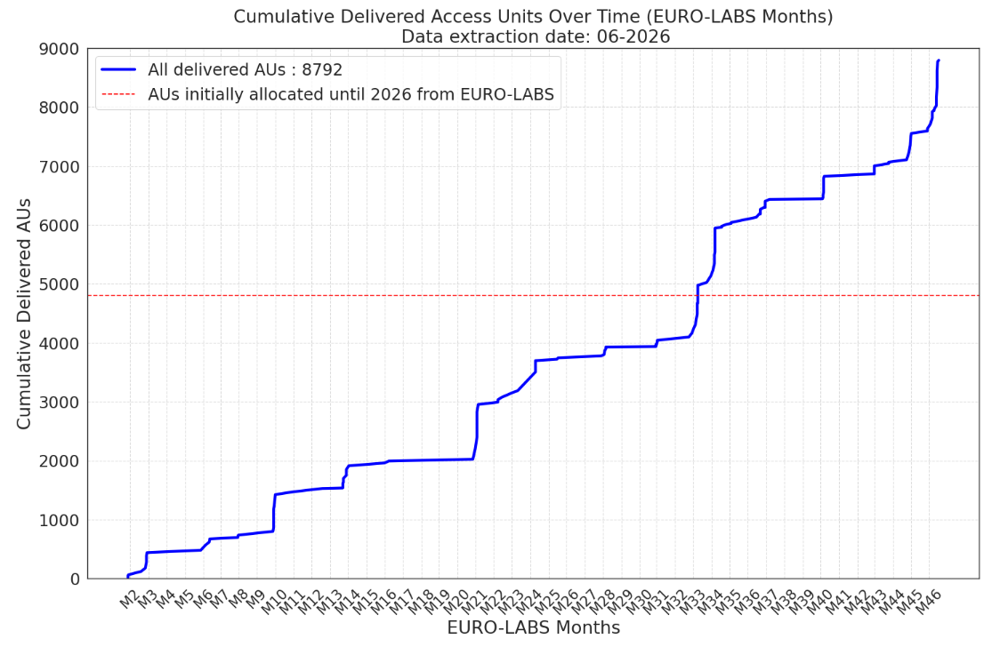 Cumulative Delivered Access Units Over Time (EURO-LABS Months)
Data extraction date: 06-2026
All delivered AUs : 8792
AUs initially allocated until 2026 from EURO-LABS
Cumulative Delivered AUs
9000
8000
7000
6000
5000
4000
3000
2000
1000
0
M2 M3 M4 M5 M6 M7 M8 M9 M10 M11 M12 M13 M14 M15 M16 M17 M18 M19 M20 M21 M22 M23 M24 M25 M26 M27 M28 M29 M30 M31 M32 M33 M34 M35 M36 M37 M38 M39 M40 M41 M42 M43 M44 M45 M46
EURO-LABS Months